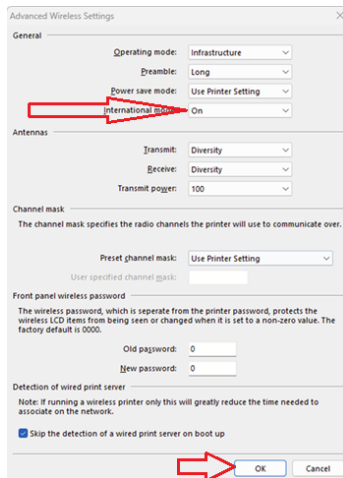 Advanced Wireless Settings
General
Operating mode: Infrastructure
Preamble: Long
Power save mode: Use Printer Setting
International mode: On
Antennas
Transmit: Diversity
Receive: Diversity
Transmit power: 100
Channel mask
The channel mask specifies the radio channels the printer will use to communicate over.
Preset channel mask: Use Printer Setting
User specified channel mask:
Front panel wireless password
The wireless password, which is seperate from the printer password, protects the
wireless LCD items from being seen or changed when it is set to a non-zero value. The
factory default is 0000.
Old password: 0
New password: 0
Detection of wired print server
Note: If running a wireless printer only this will greatly reduce the time needed to
associate on the network.
Skip the detection of a wired print server on boot up
OK Cancel